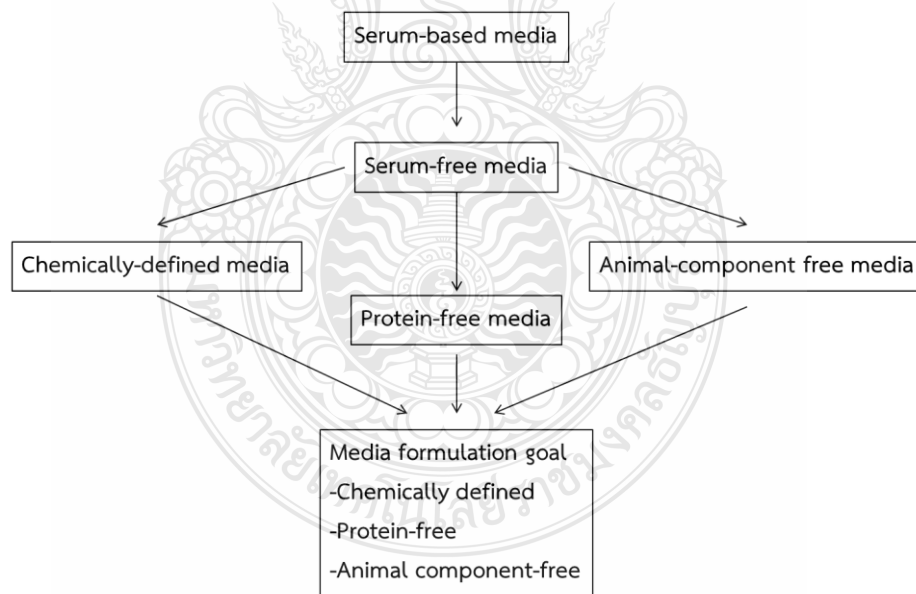 Serum-based media
Serum-free media
Chemically-defined media
Animal-component free media
Protein-free media
Media formulation goal
-Chemically defined
-Protein-free
-Animal component-free